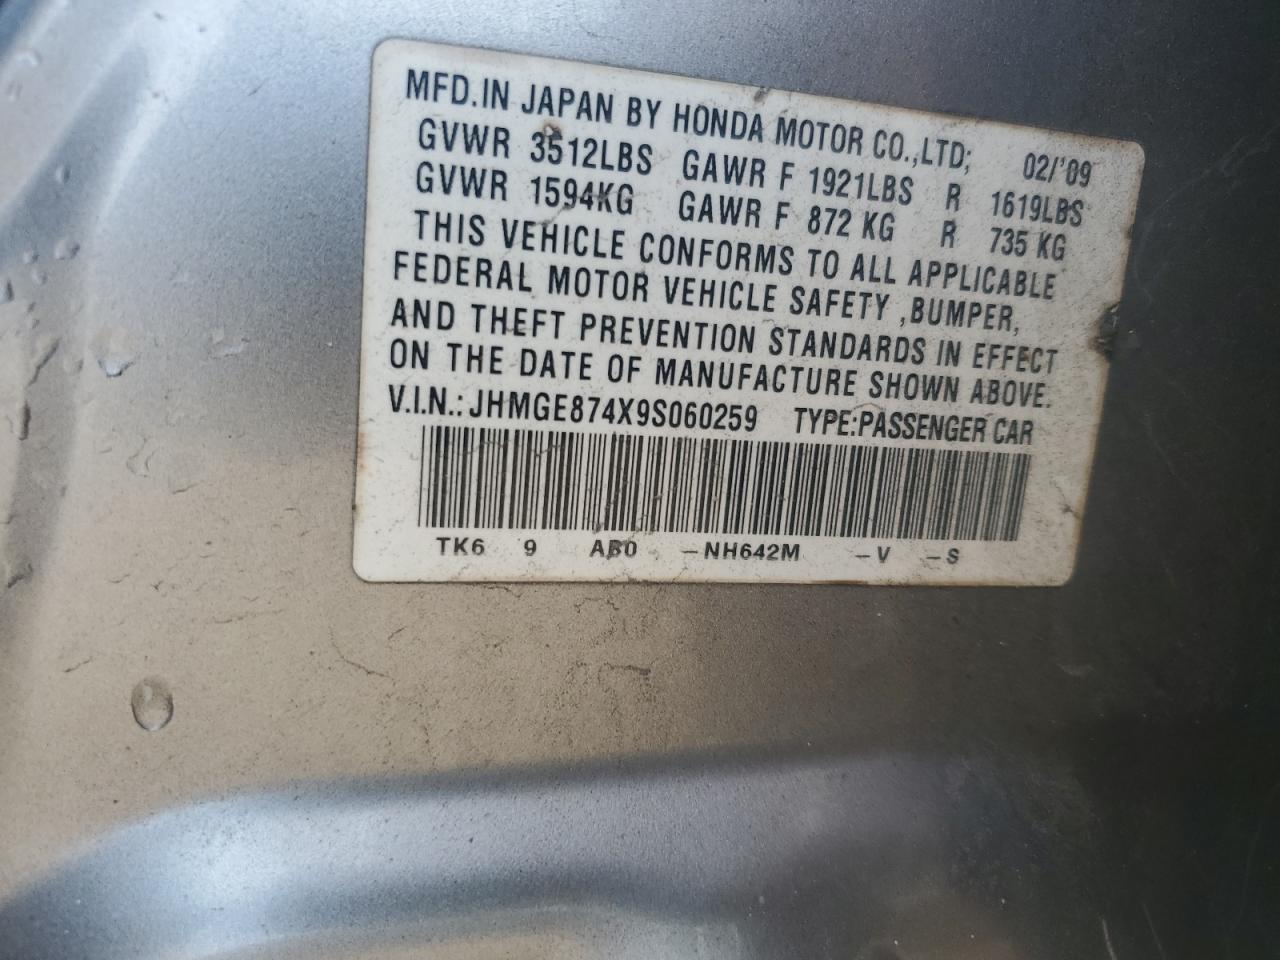 MFD.IN JAPAN BY HONDA MOTOR CO.,LTD; 02/'09
GVWR 3512LBS GAWR F 1921LBS R 1619LBS
GVWR 1594KG GAWR F 872 KG R 735 KG
THIS VEHICLE CONFORMS TO ALL APPLICABLE
FEDERAL MOTOR VEHICLE SAFETY ,BUMPER,
AND THEFT PREVENTION STANDARDS IN EFFECT
ON THE DATE OF MANUFACTURE SHOWN ABOVE.
V.I.N.: JHMGE874X9S060259 TYPE:PASSENGER CAR
TK6 9 AB0 -NH642M -V -S